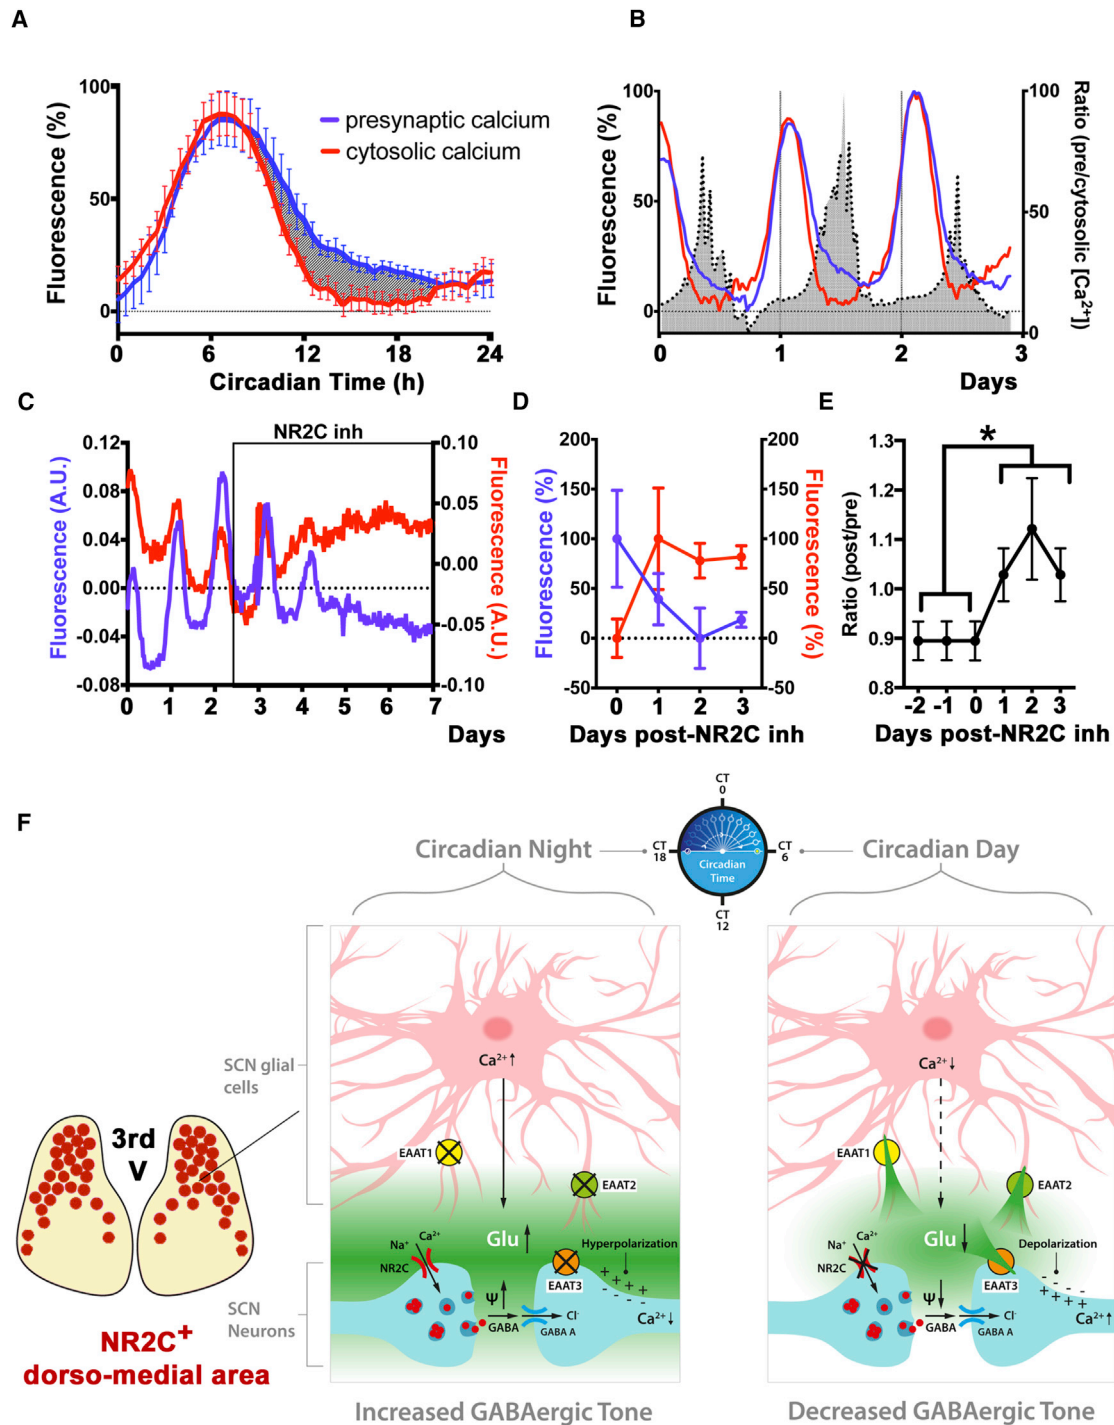 A
Fluorescence (%)
100
50
0
presynaptic calcium
cytosolic calcium
0 6 12 18 24
Circadian Time (h)
B
Fluorescence (%)
100
50
0
100
50
0
Ratio (pre/cytosolic [Ca²⁺])
0 1 2 3
Days
C
NR2C inh
Fluorescence (A.U.)
0.12
0.08
0.04
0.00
-0.04
-0.08
0.10
0.05
0.00
-0.05
-0.10
Fluorescence (A.U.)
0 1 2 3 4 5 6 7
Days
D
Fluorescence (%)
200
150
100
50
0
-50
200
150
100
50
0
-50
Fluorescence (%)
0 1 2 3
Days post-NR2C inh
E
Ratio (post/pre)
1.3
1.2
1.1
1.0
0.9
0.8
*
-2 -1 0 1 2 3
Days post-NR2C inh
F
Circadian Night
CT
0
CT
18
Circadian
Time
CT
6
CT
12
Circadian Day
SCN glial
cells
SCN
Neurons
3rd
V
NR2C⁺
dorso-medial area
Ca²⁺↑
EAAT1
EAAT2
Glu
Na⁺
Ca²⁺
NR2C
EAAT3
Hyperpolarization
+ + + +
- - - -
Ψ
GABA
GABA A
Cl⁻
Ca²⁺↓
Increased GABAergic Tone
Ca²⁺↓
EAAT1
EAAT2
Glu
Na⁺
Ca²⁺
NR2C
EAAT3
Depolarization
- - - -
+ + + +
Ψ
GABA
GABA A
Cl⁻
Ca²⁺↑
Decreased GABAergic Tone